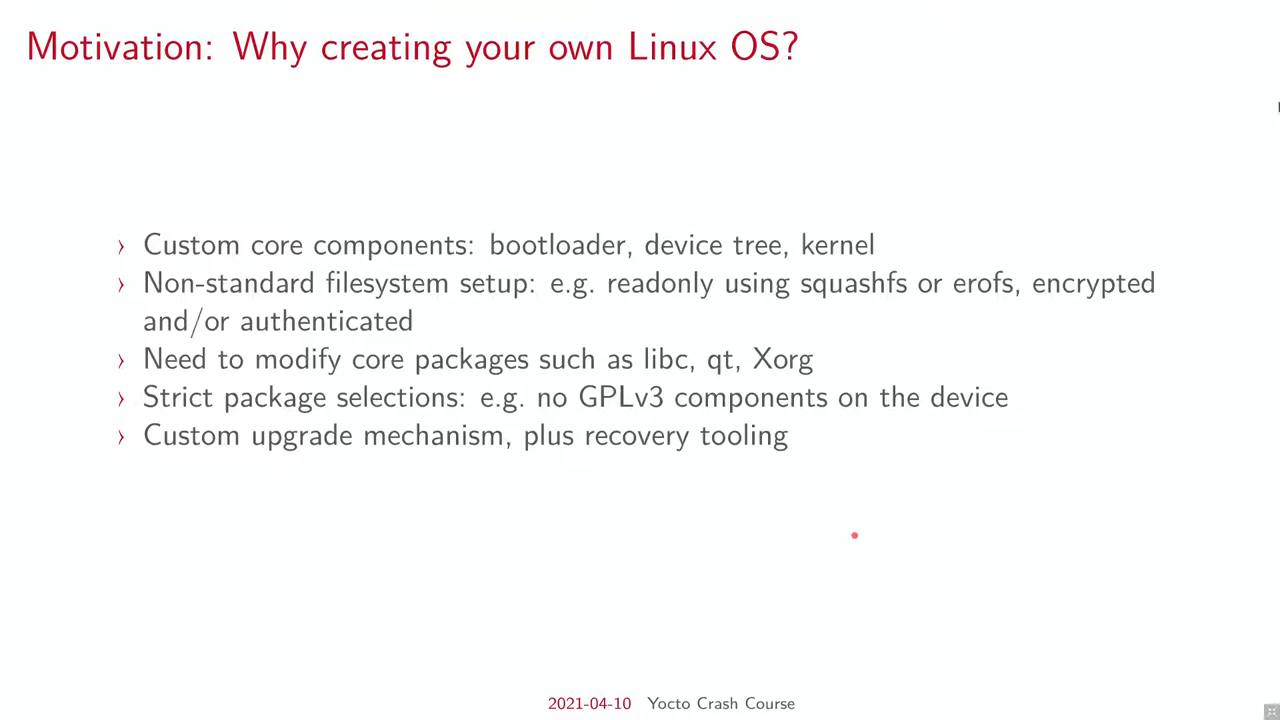 Motivation: Why creating your own Linux OS?
› Custom core components: bootloader, device tree, kernel
› Non-standard filesystem setup: e.g. readonly using squashfs or erofs, encrypted
and/or authenticated
› Need to modify core packages such as libc, qt, Xorg
› Strict package selections: e.g. no GPLv3 components on the device
› Custom upgrade mechanism, plus recovery tooling
2021-04-10 Yocto Crash Course